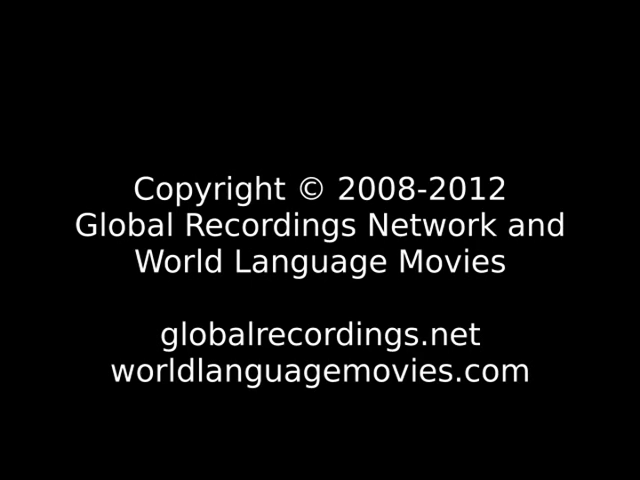 Copyright © 2008-2012
Global Recordings Network and
World Language Movies
globalrecordings.net
worldlanguagemovies.com